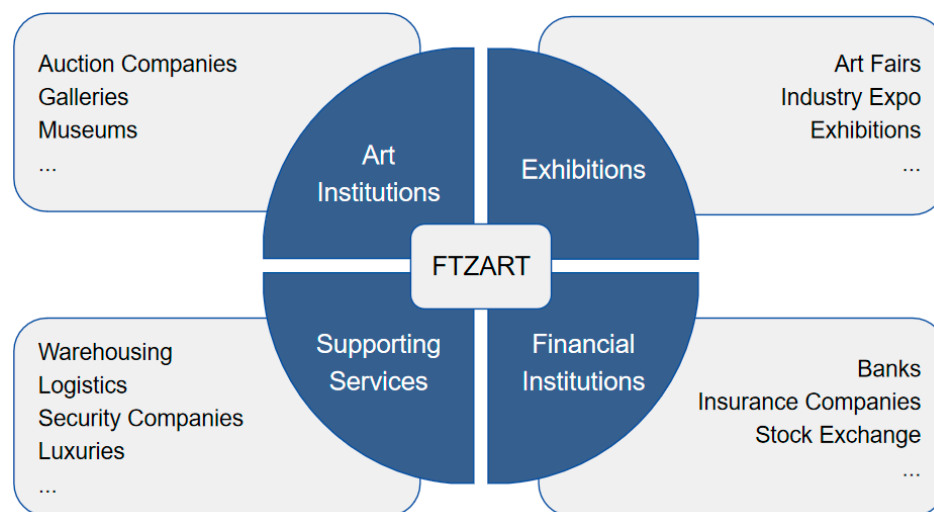 Auction Companies
Galleries
Museums
...
Art Fairs
Industry Expo
Exhibitions
...
Art
Institutions
Exhibitions
FTZART
Supporting
Services
Financial
Institutions
Warehousing
Logistics
Security Companies
Luxuries
...
Banks
Insurance Companies
Stock Exchange
...